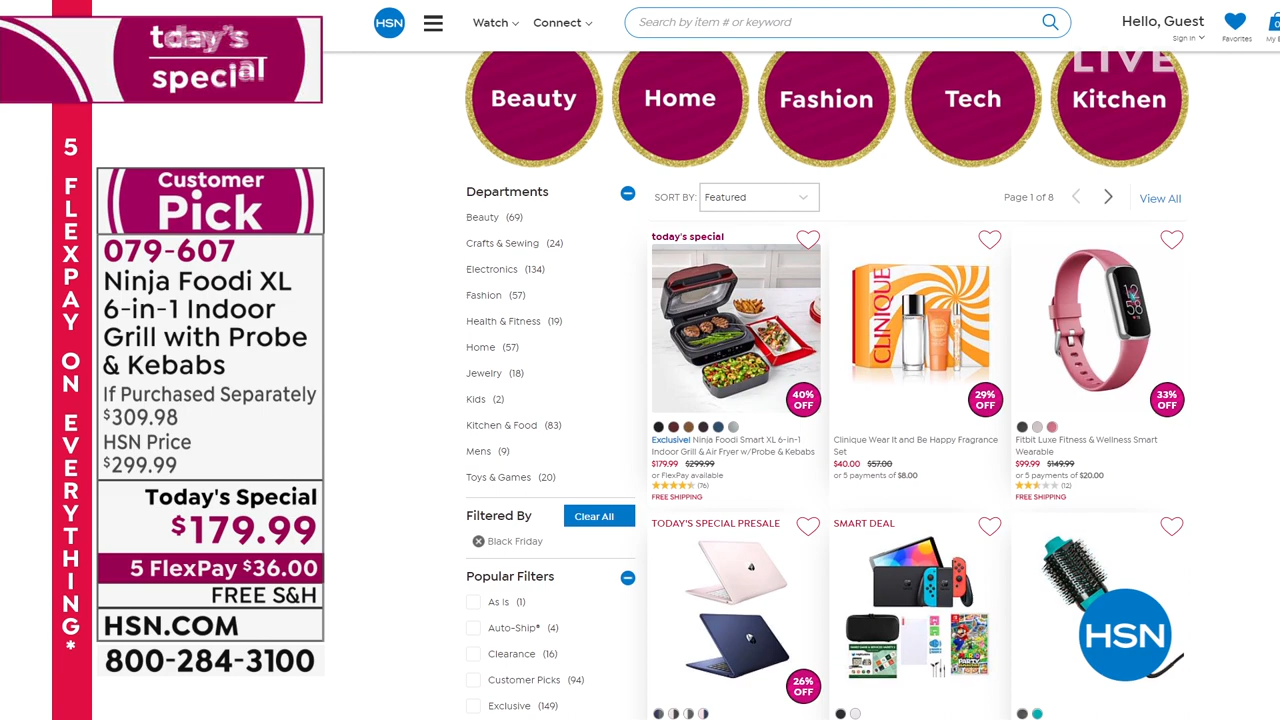 today's
special
5 FLEXPAY ON EVERYTHING*
Customer
Pick
079-607
Ninja Foodi XL
6-in-1 Indoor
Grill with Probe
& Kebabs
If Purchased Separately
$309.98
HSN Price
$299.99
Today's Special
$179.99
5 FlexPay $36.00
FREE S&H
HSN.COM
800-284-3100
HSN
Watch
Connect
Search by item # or keyword
Hello, Guest
Sign In
Favorites
0
LIVE
Beauty
Home
Fashion
Tech
Kitchen
Departments
Beauty (69)
Crafts & Sewing (24)
Electronics (134)
Fashion (57)
Health & Fitness (19)
Home (57)
Jewelry (18)
Kids (2)
Kitchen & Food (83)
Mens (9)
Toys & Games (20)
Filtered By
Clear All
Black Friday
Popular Filters
As Is (1)
Auto-Ship® (4)
Clearance (16)
Customer Picks (94)
Exclusive (149)
SORT BY: Featured
Page 1 of 8
View All
today's special
40% OFF
Exclusive! Ninja Foodi Smart XL 6-in-1
Indoor Grill & Air Fryer w/Probe & Kebabs
$179.99 $299.99
or FlexPay available
(76)
FREE SHIPPING
CLINIQUE
29% OFF
Clinique Wear It and Be Happy Fragrance
Set
$40.00 $57.00
or 5 payments of $8.00
33% OFF
Fitbit Luxe Fitness & Wellness Smart
Wearable
$99.99 $149.99
or 5 payments of $20.00
(12)
FREE SHIPPING
TODAY'S SPECIAL PRESALE
26% OFF
SMART DEAL
PARTY
HSN